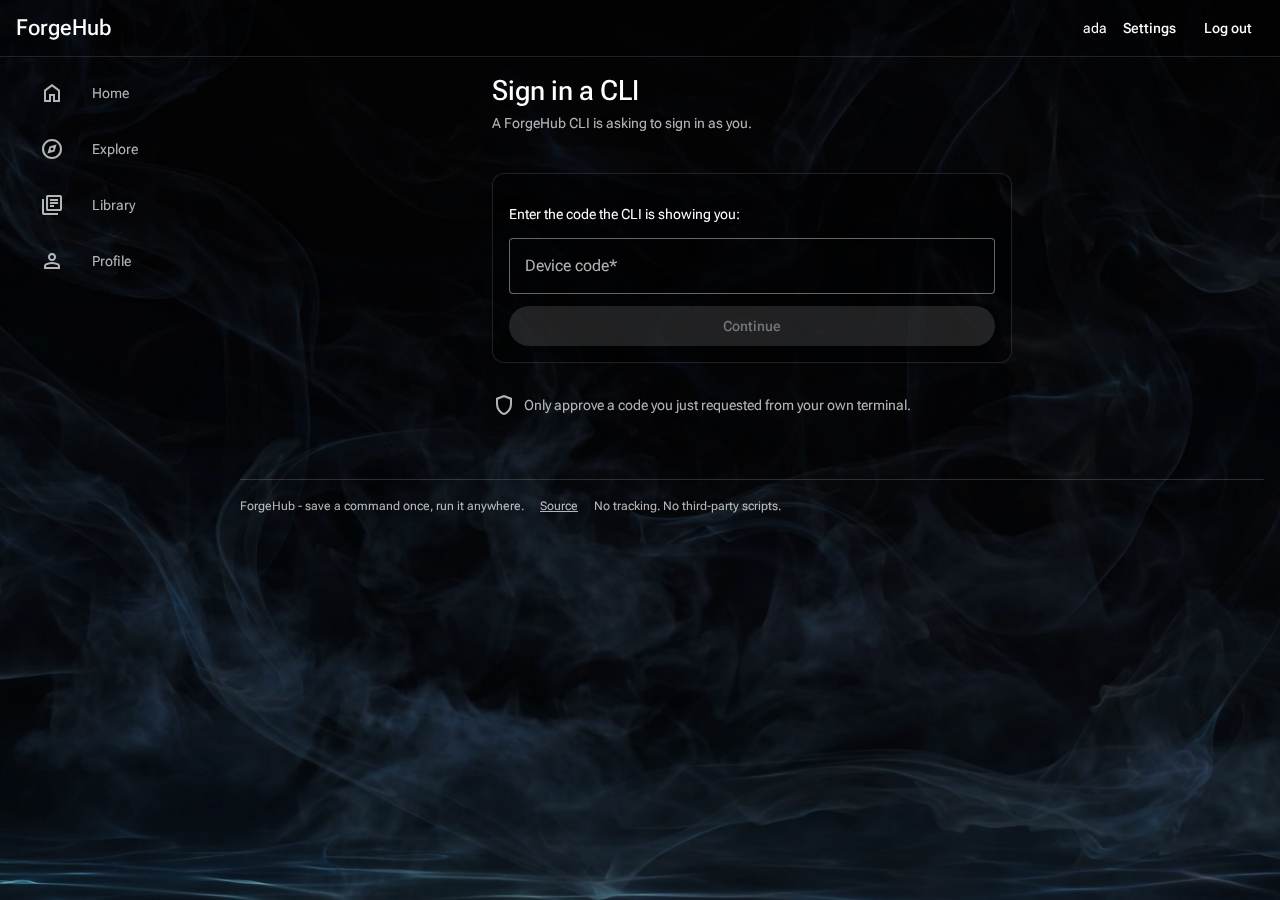 ForgeHub
ada Settings Log out
Home
Explore
Library
Profile
Sign in a CLI
A ForgeHub CLI is asking to sign in as you.
Enter the code the CLI is showing you:
Device code*
Continue
Only approve a code you just requested from your own terminal.
ForgeHub - save a command once, run it anywhere. Source No tracking. No third-party scripts.